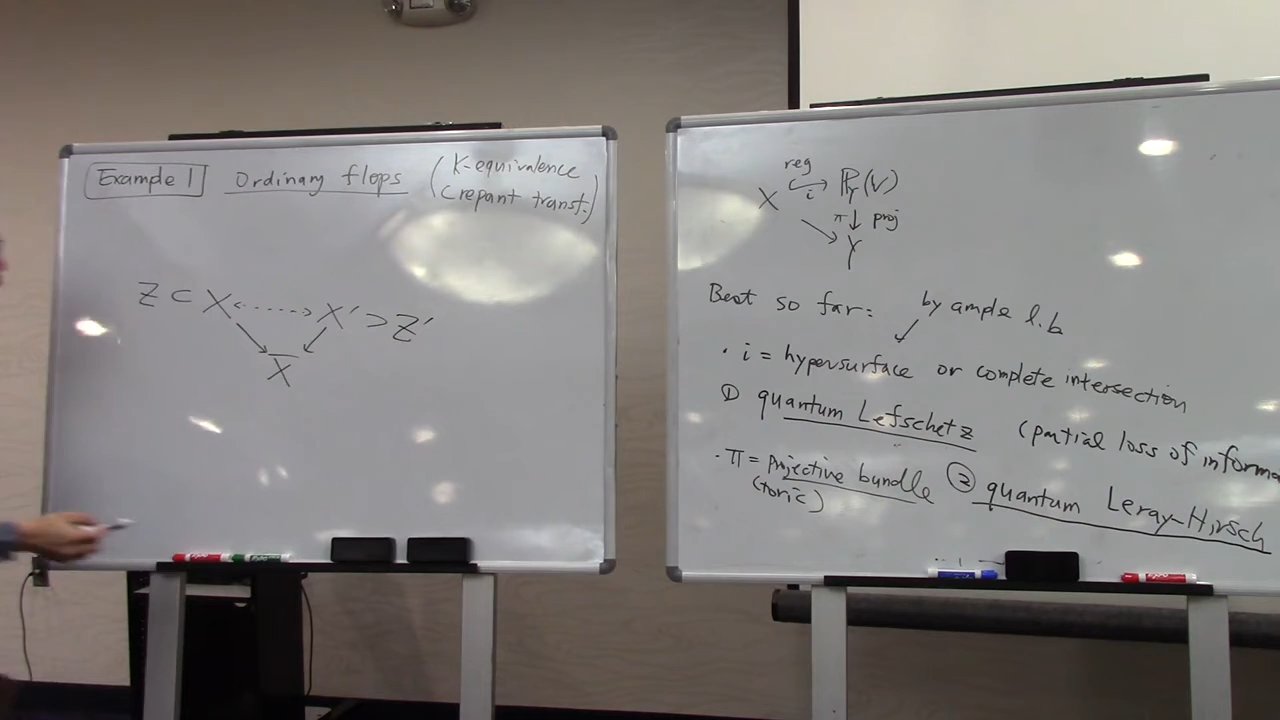 Example 1 Ordinary flops (K-equivalence
Crepant transf.)
Z ⊂ X <----> X' ⊃ Z'
X̅
reg
X ↪ P_Y(V)
i
π ↓ proj
Y
Best so far: by ample l.b
· i = hypersurface or complete intersection
① quantum Lefschetz (partial loss of informa
· π = projective bundle ② quantum Leray-Hirsch
(toric)